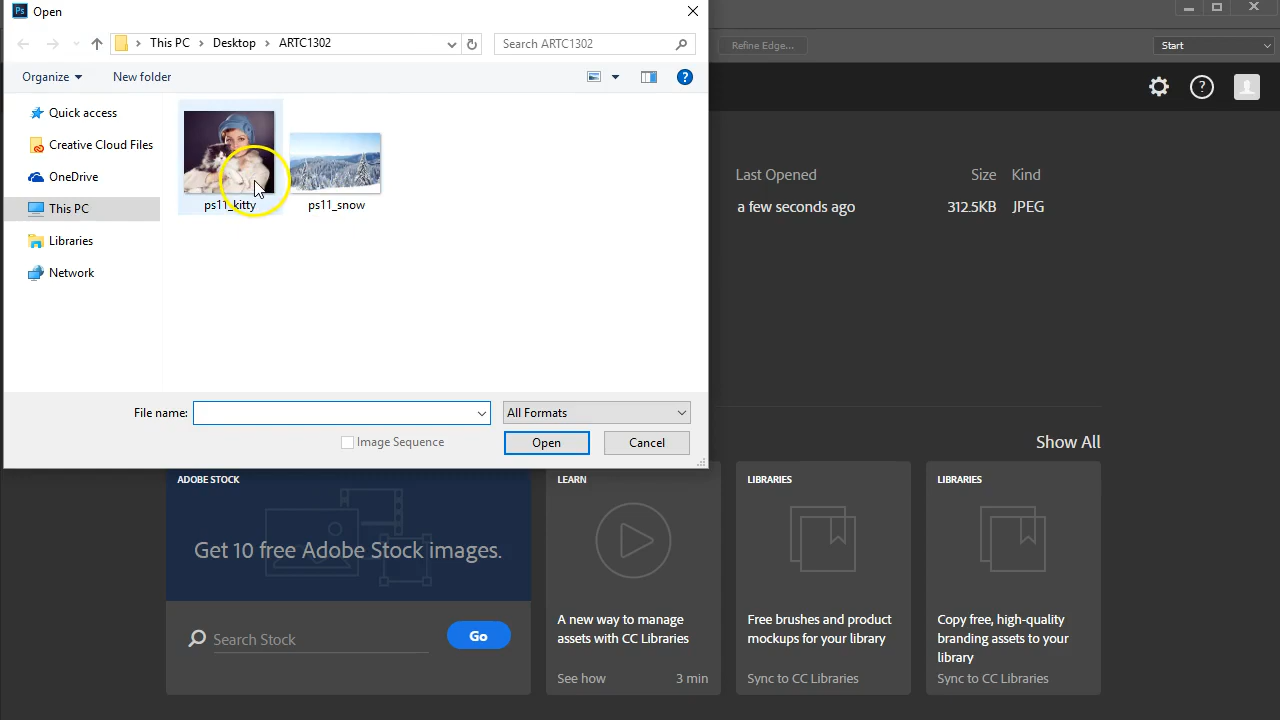 Ps Open
This PC Desktop ARTC1302
Search ARTC1302
Refine Edge...
Start
Organize
New folder
?
?
Quick access
Creative Cloud Files
OneDrive
This PC
Libraries
Network
ps11_kitty
ps11_snow
Last Opened Size Kind
a few seconds ago 312.5KB JPEG
File name:
All Formats
Image Sequence
Open
Cancel
Show All
ADOBE STOCK
Get 10 free Adobe Stock images.
Search Stock
Go
LEARN
A new way to manage
assets with CC Libraries
See how 3 min
LIBRARIES
Free brushes and product
mockups for your library
Sync to CC Libraries
LIBRARIES
Copy free, high-quality
branding assets to your
library
Sync to CC Libraries